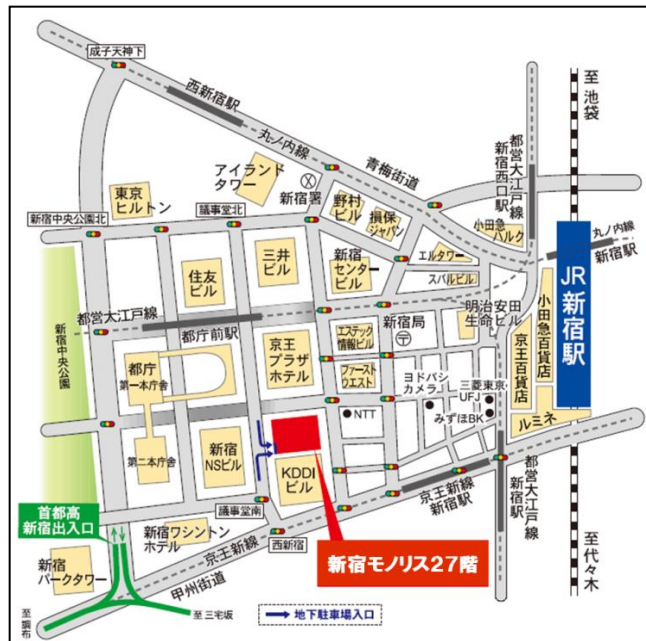 成子天神下
西新宿駅
丸ノ内線
青梅街道
至 池袋
都営大江戸線
新宿西口駅
アイランド
タワー
新宿署
東京
ヒルトン
野村
ビル
損保
ジャパン
小田急
ハルク
新宿中央公園北
議事堂北
丸ノ内線
新宿駅
三井
ビル
新宿
センター
ビル
エルタワー
スバルビル
住友
ビル
JR新宿駅
都営大江戸線
都庁前駅
新宿局
明治安田
生命ビル
小田急百貨店
京王百貨店
新宿中央公園
都庁
第一本庁舎
第二本庁舎
京王
プラザ
ホテル
エステック
情報ビル
ファースト
ウエスト
ヨドバシ
カメラ
三菱東京
UFJ
みずほBK
NTT
ルミネ
新宿
NSビル
KDDI
ビル
京王新線
新宿駅
都営大江戸線
新宿駅
首都高
新宿出入口
議事堂南
新宿ワシントン
ホテル
西新宿
新宿
パークタワー
京王新線
甲州街道
新宿モノリス27階
至 代々木
至 調布
至 三宅坂
地下駐車場入口